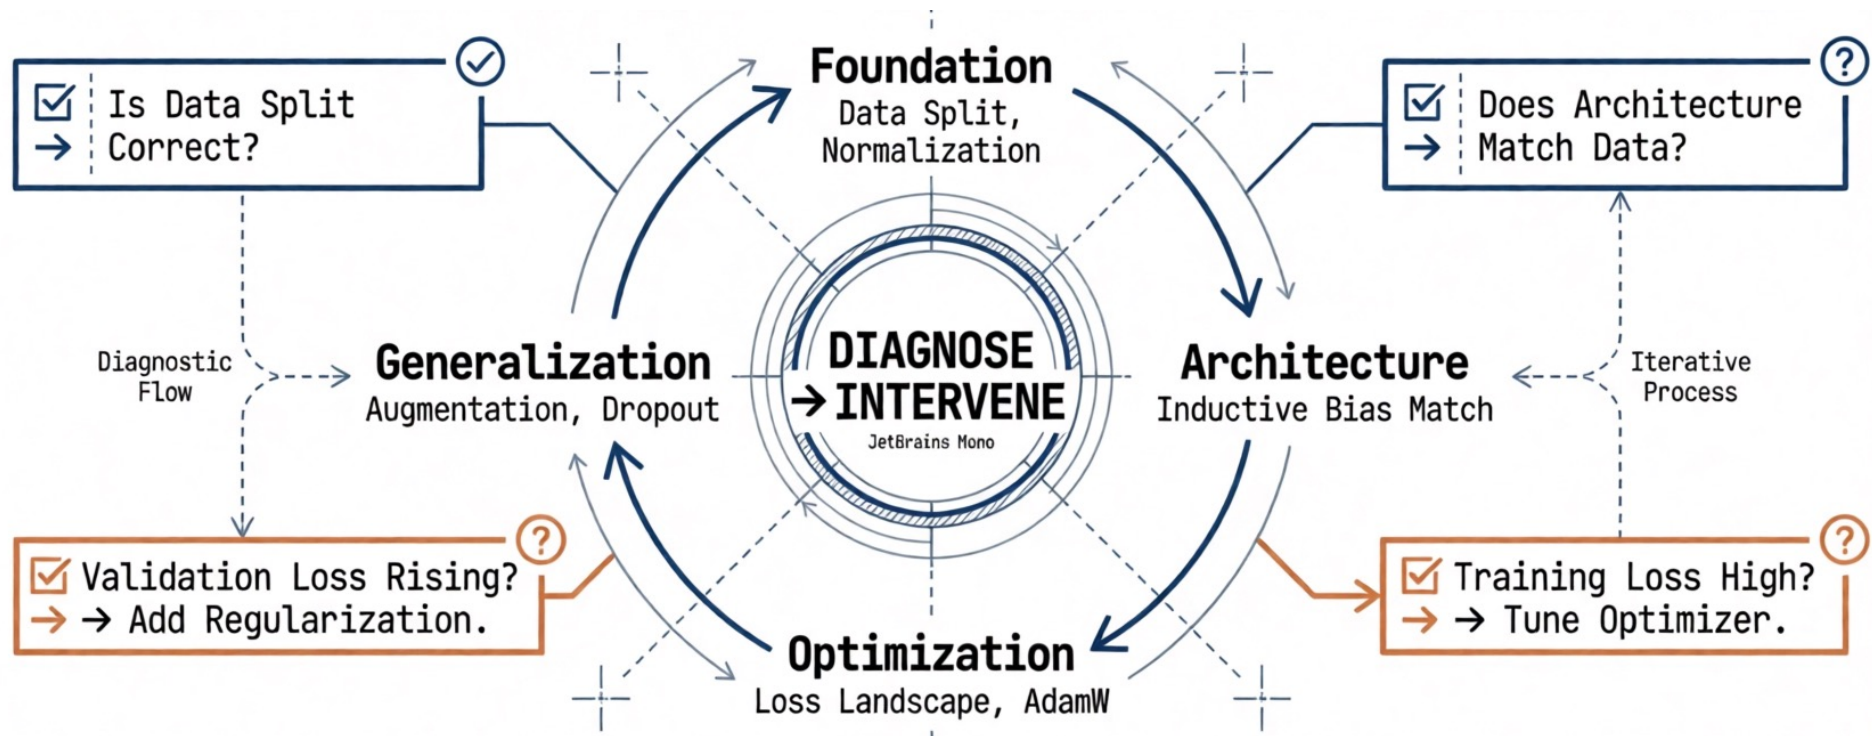 Foundation
Data Split,
Normalization
☑ Is Data Split
→ Correct?
☑ Does Architecture
→ Match Data?
Diagnostic
Flow
Generalization
Augmentation, Dropout
DIAGNOSE
→ INTERVENE
JetBrains Mono
Architecture
Inductive Bias Match
Iterative
Process
☑ Validation Loss Rising?
→ → Add Regularization.
☑ Training Loss High?
→ → Tune Optimizer.
Optimization
Loss Landscape, AdamW